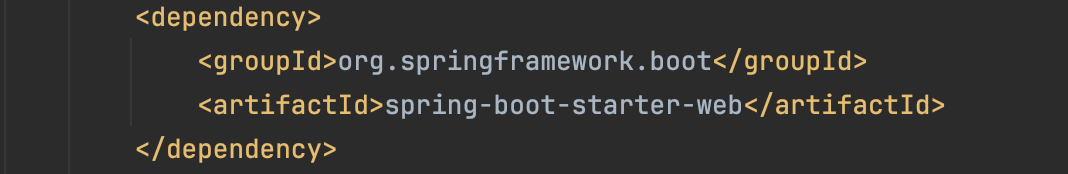 <dependency>
<groupId>org.springframework.boot</groupId>
<artifactId>spring-boot-starter-web</artifactId>
</dependency>